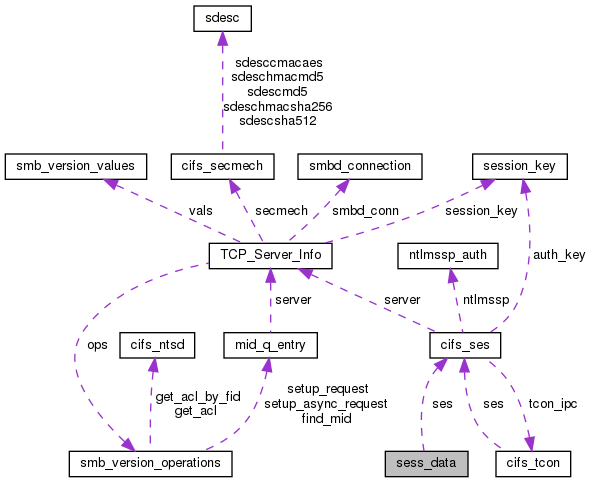 sdesc
sdesccmacaes
sdeschmacmd5
sdescmd5
sdeschmacsha256
sdescsha512
smb_version_values
cifs_secmech
smbd_connection
session_key
vals
secmech
smbd_conn
session_key
TCP_Server_Info
ntlmssp_auth
auth_key
server
server
ntlmssp
ops
cifs_ntsd
mid_q_entry
cifs_ses
get_acl_by_fid
get_acl
setup_request
setup_async_request
find_mid
ses
ses
tcon_ipc
smb_version_operations
sess_data
cifs_tcon